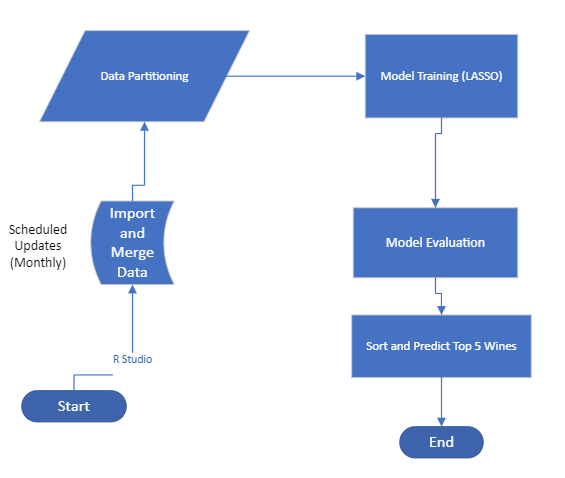 Data Partitioning
Model Training (LASSO)
Import
and
Merge
Data
Scheduled
Updates
(Monthly)
Model Evaluation
R Studio
Sort and Predict Top 5 Wines
Start
End